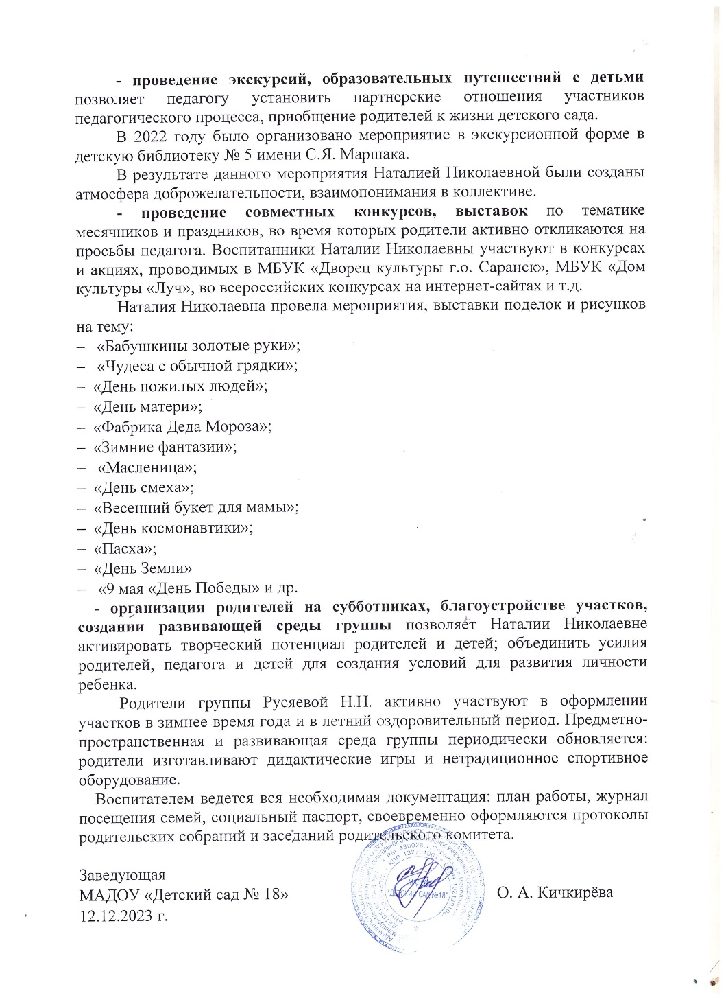 - проведение экскурсий, образовательных путешествий с детьми
позволяет педагогу установить партнерские отношения участников
педагогического процесса, приобщение родителей к жизни детского сада.
В 2022 году было организовано мероприятие в экскурсионной форме в
детскую библиотеку № 5 имени С.Я. Маршака.
В результате данного мероприятия Наталией Николаевной были созданы
атмосфера доброжелательности, взаимопонимания в коллективе.
- проведение совместных конкурсов, выставок по тематике
месячников и праздников, во время которых родители активно откликаются на
просьбы педагога. Воспитанники Наталии Николаевны участвуют в конкурсах
и акциях, проводимых в МБУК «Дворец культуры г.о. Саранск», МБУК «Дом
культуры «Луч», во всероссийских конкурсах на интернет-сайтах и т.д.
Наталия Николаевна провела мероприятия, выставки поделок и рисунков
на тему:
– «Бабушкины золотые руки»;
– «Чудеса с обычной грядки»;
– «День пожилых людей»;
– «День матери»;
– «Фабрика Деда Мороза»;
– «Зимние фантазии»;
– «Масленица»;
– «День смеха»;
– «Весенний букет для мамы»;
– «День космонавтики»;
– «Пасха»;
– «День Земли»
– «9 мая «День Победы» и др.
- организация родителей на субботниках, благоустройстве участков,
создании развивающей среды группы позволяет Наталии Николаевне
активировать творческий потенциал родителей и детей; объединить усилия
родителей, педагога и детей для создания условий для развития личности
ребенка.
Родители группы Русяевой Н.Н. активно участвуют в оформлении
участков в зимнее время года и в летний оздоровительный период. Предметно-
пространственная и развивающая среда группы периодически обновляется:
родители изготавливают дидактические игры и нетрадиционное спортивное
оборудование.
Воспитателем ведется вся необходимая документация: план работы, журнал
посещения семей, социальный паспорт, своевременно оформляются протоколы
родительских собраний и заседаний родительского комитета.
Заведующая
МАДОУ «Детский сад № 18»
О. А. Кичкирёва
12.12.2023 г.
"ДЕТСКИЙ САД №18"